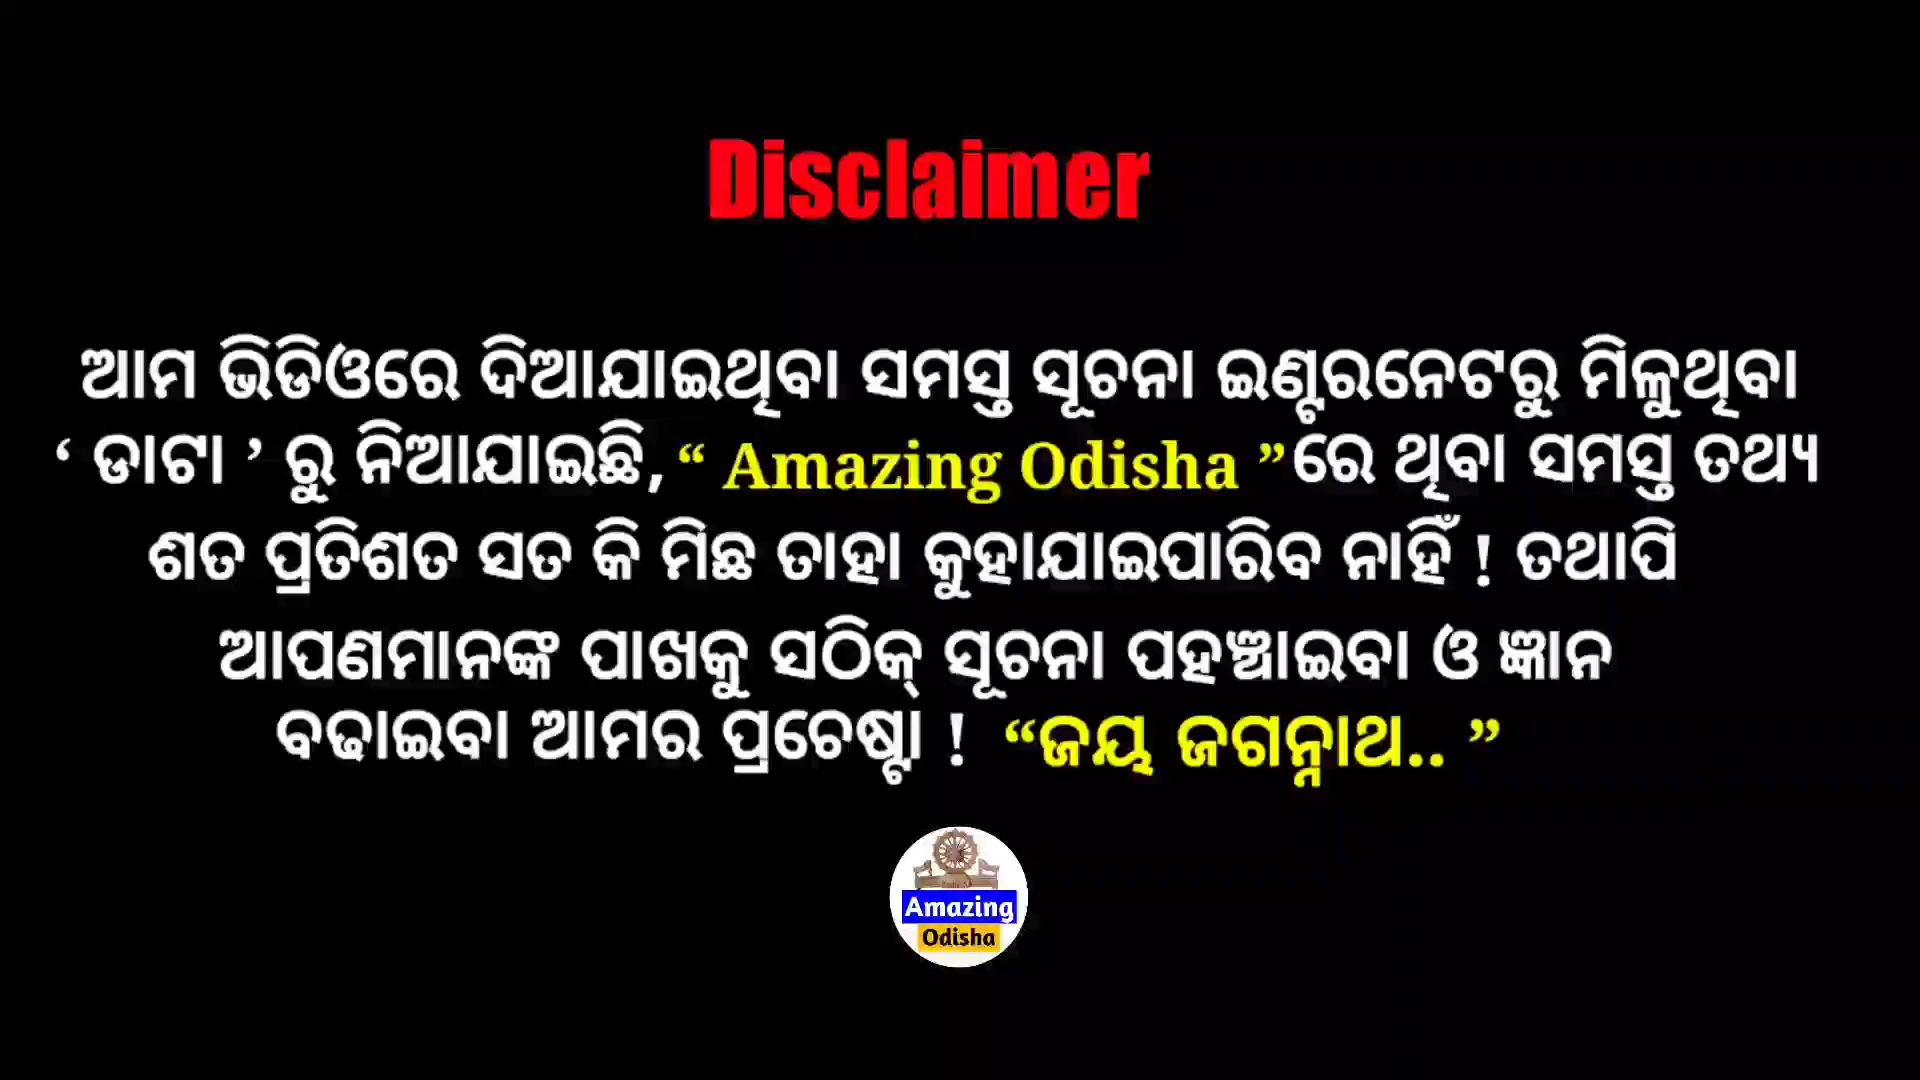 Disclaimer
ଆମ ଭିଡିଓରେ ଦିଆଯାଇଥିବା ସମସ୍ତ ସୂଚନା ଇଣ୍ଟରନେଟରୁ ମିଳୁଥିବା
‘ ଡାଟା ’ ରୁ ନିଆଯାଇଛି, “ Amazing Odisha ” ରେ ଥିବା ସମସ୍ତ ତଥ୍ୟ
ଶତ ପ୍ରତିଶତ ସତ କି ମିଛ ତାହା କୁହାଯାଇପାରିବ ନାହିଁ ! ତଥାପି
ଆପଣମାନଙ୍କ ପାଖକୁ ସଠିକ୍ ସୂଚନା ପହଞ୍ଚାଇବା ଓ ଜ୍ଞାନ
ବଢାଇବା ଆମର ପ୍ରଚେଷ୍ଟା ! “ଜୟ ଜଗନ୍ନାଥ.. ”
Amazing
Odisha